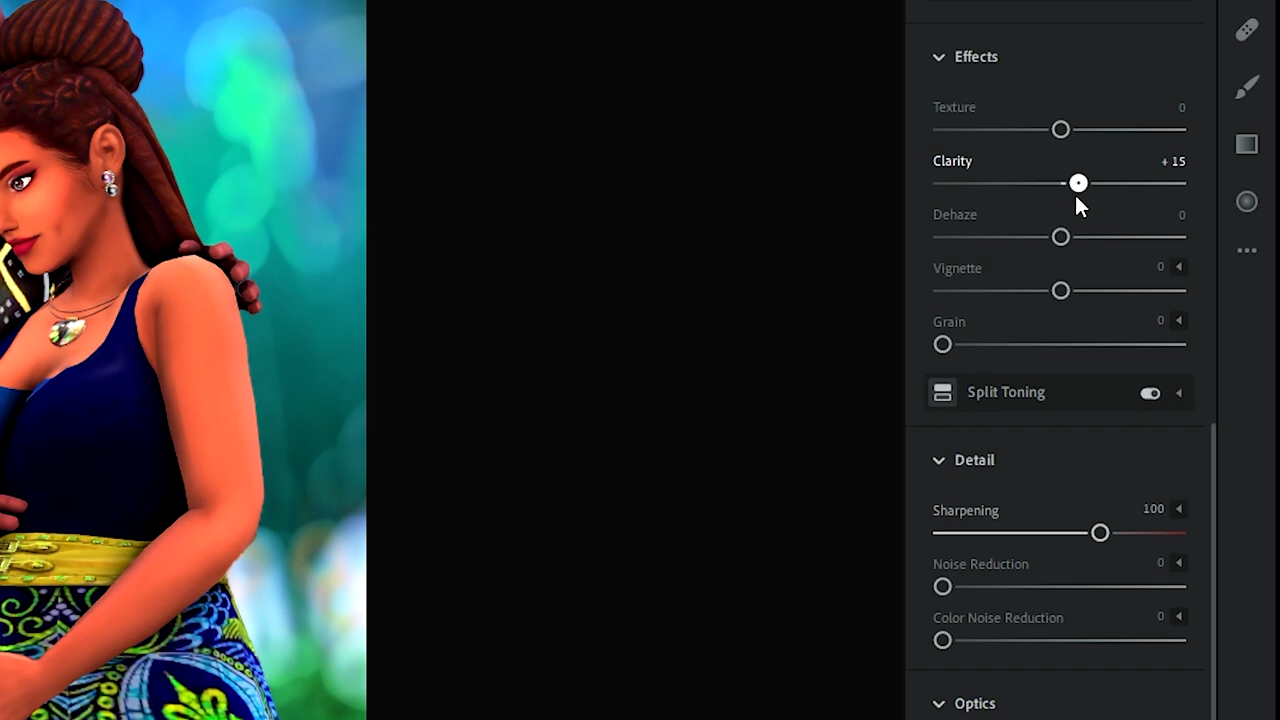 Effects
Texture 0
Clarity + 15
Dehaze 0
Vignette 0
Grain 0
Split Toning
Detail
Sharpening 100
Noise Reduction 0
Color Noise Reduction 0
Optics